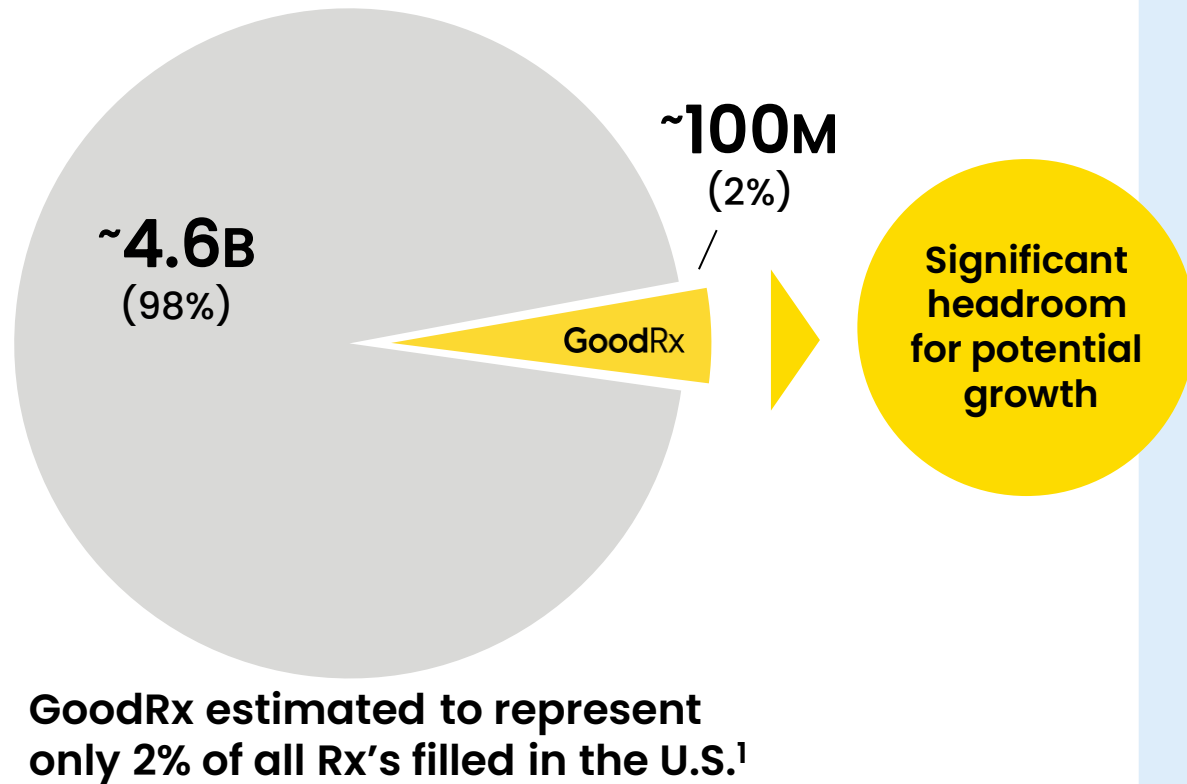 ~100M
(2%)
~4.6B
(98%)
GoodRx
Significant
headroom
for potential
growth
GoodRx estimated to represent
only 2% of all Rx’s filled in the U.S.¹